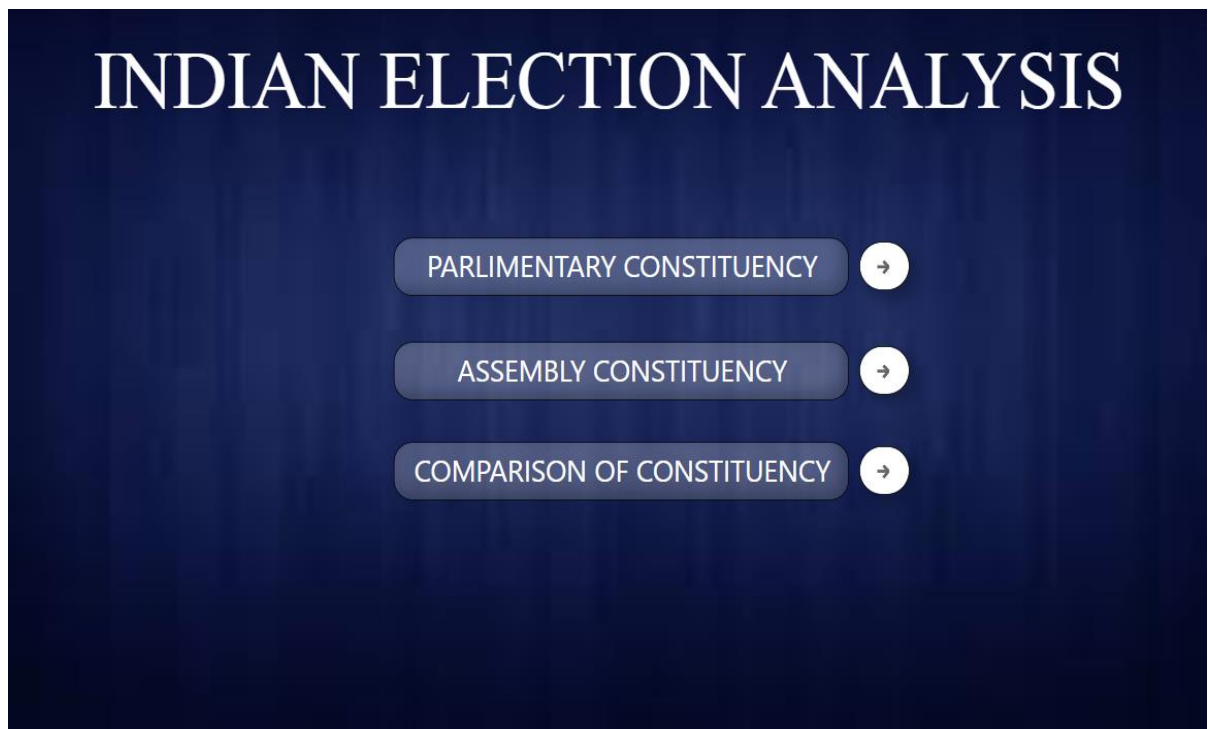 INDIAN ELECTION ANALYSIS
PARLIMENTARY CONSTITUENCY
ASSEMBLY CONSTITUENCY
COMPARISON OF CONSTITUENCY